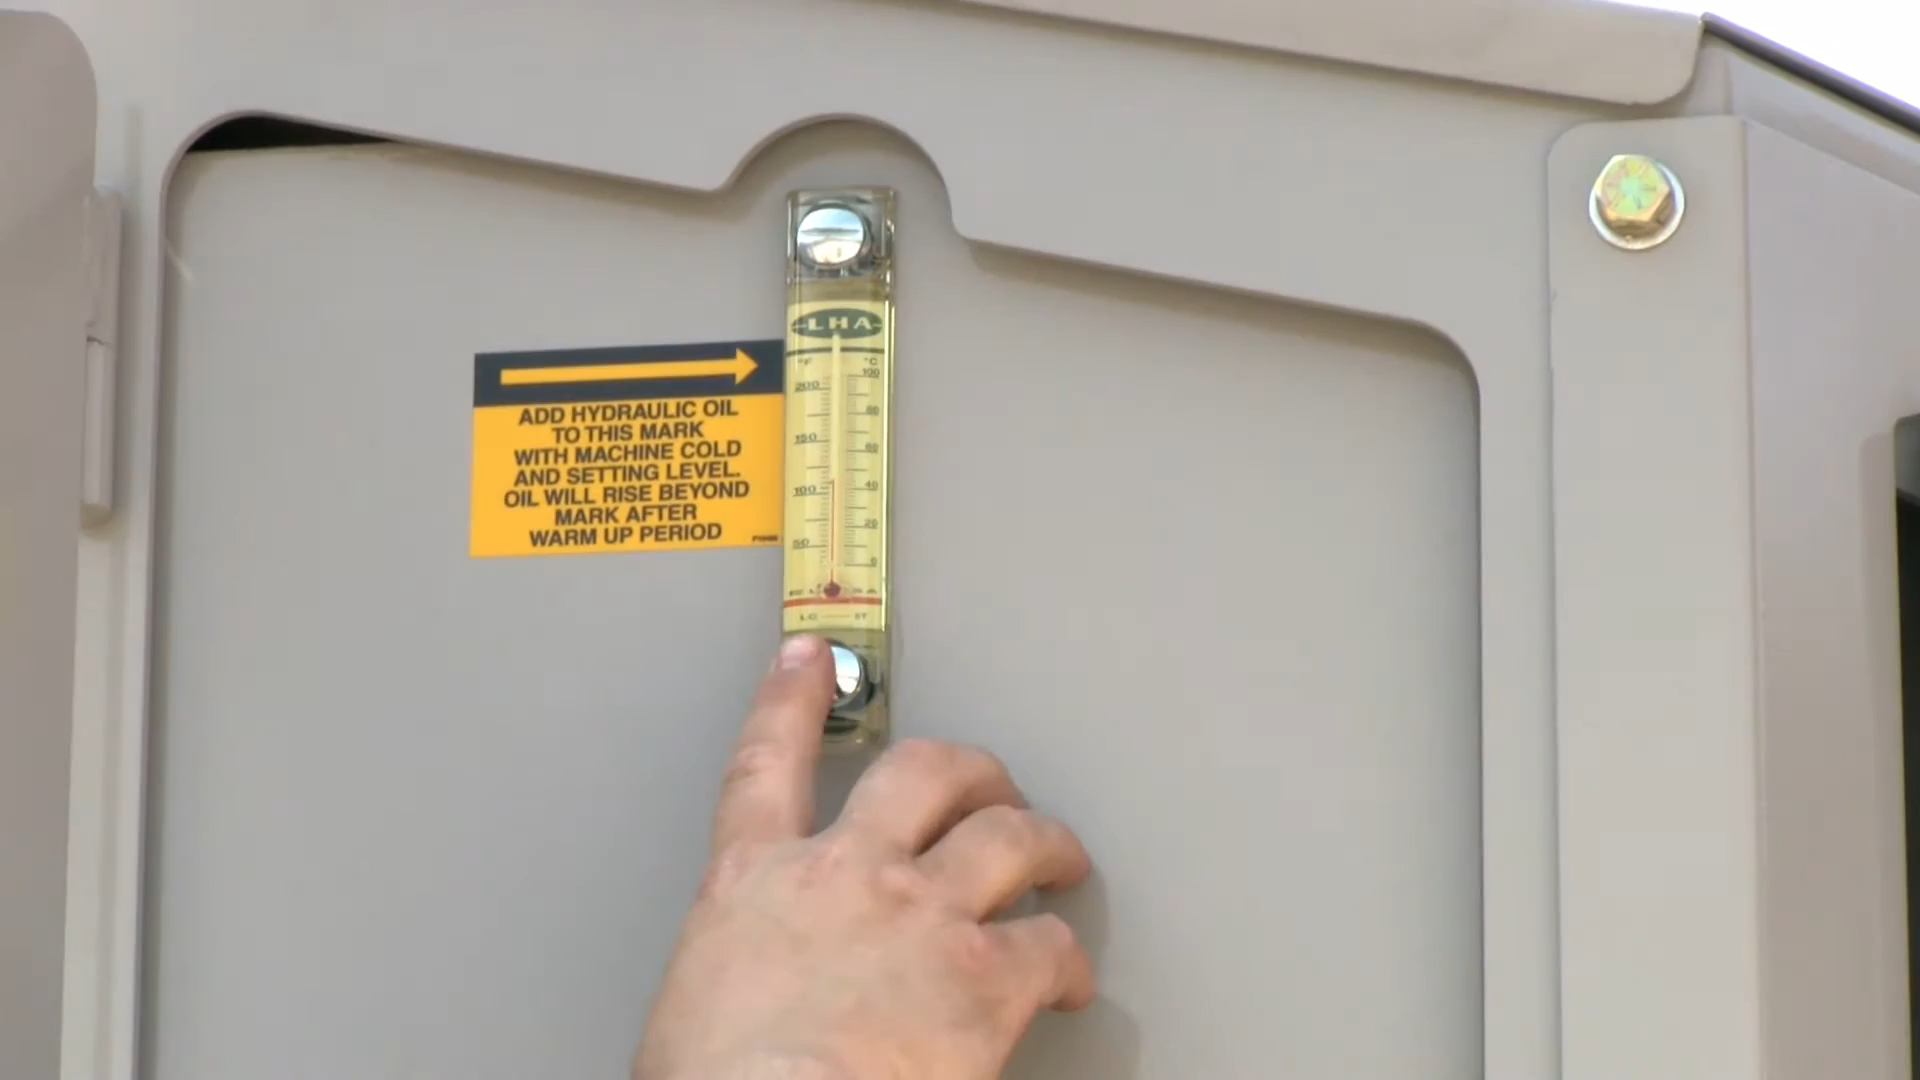 LHA
°F °C
100
200
80
ADD HYDRAULIC OIL
TO THIS MARK
WITH MACHINE COLD
AND SETTING LEVEL.
OIL WILL RISE BEYOND
MARK AFTER
WARM UP PERIOD
150
60
100
40
20
50
0